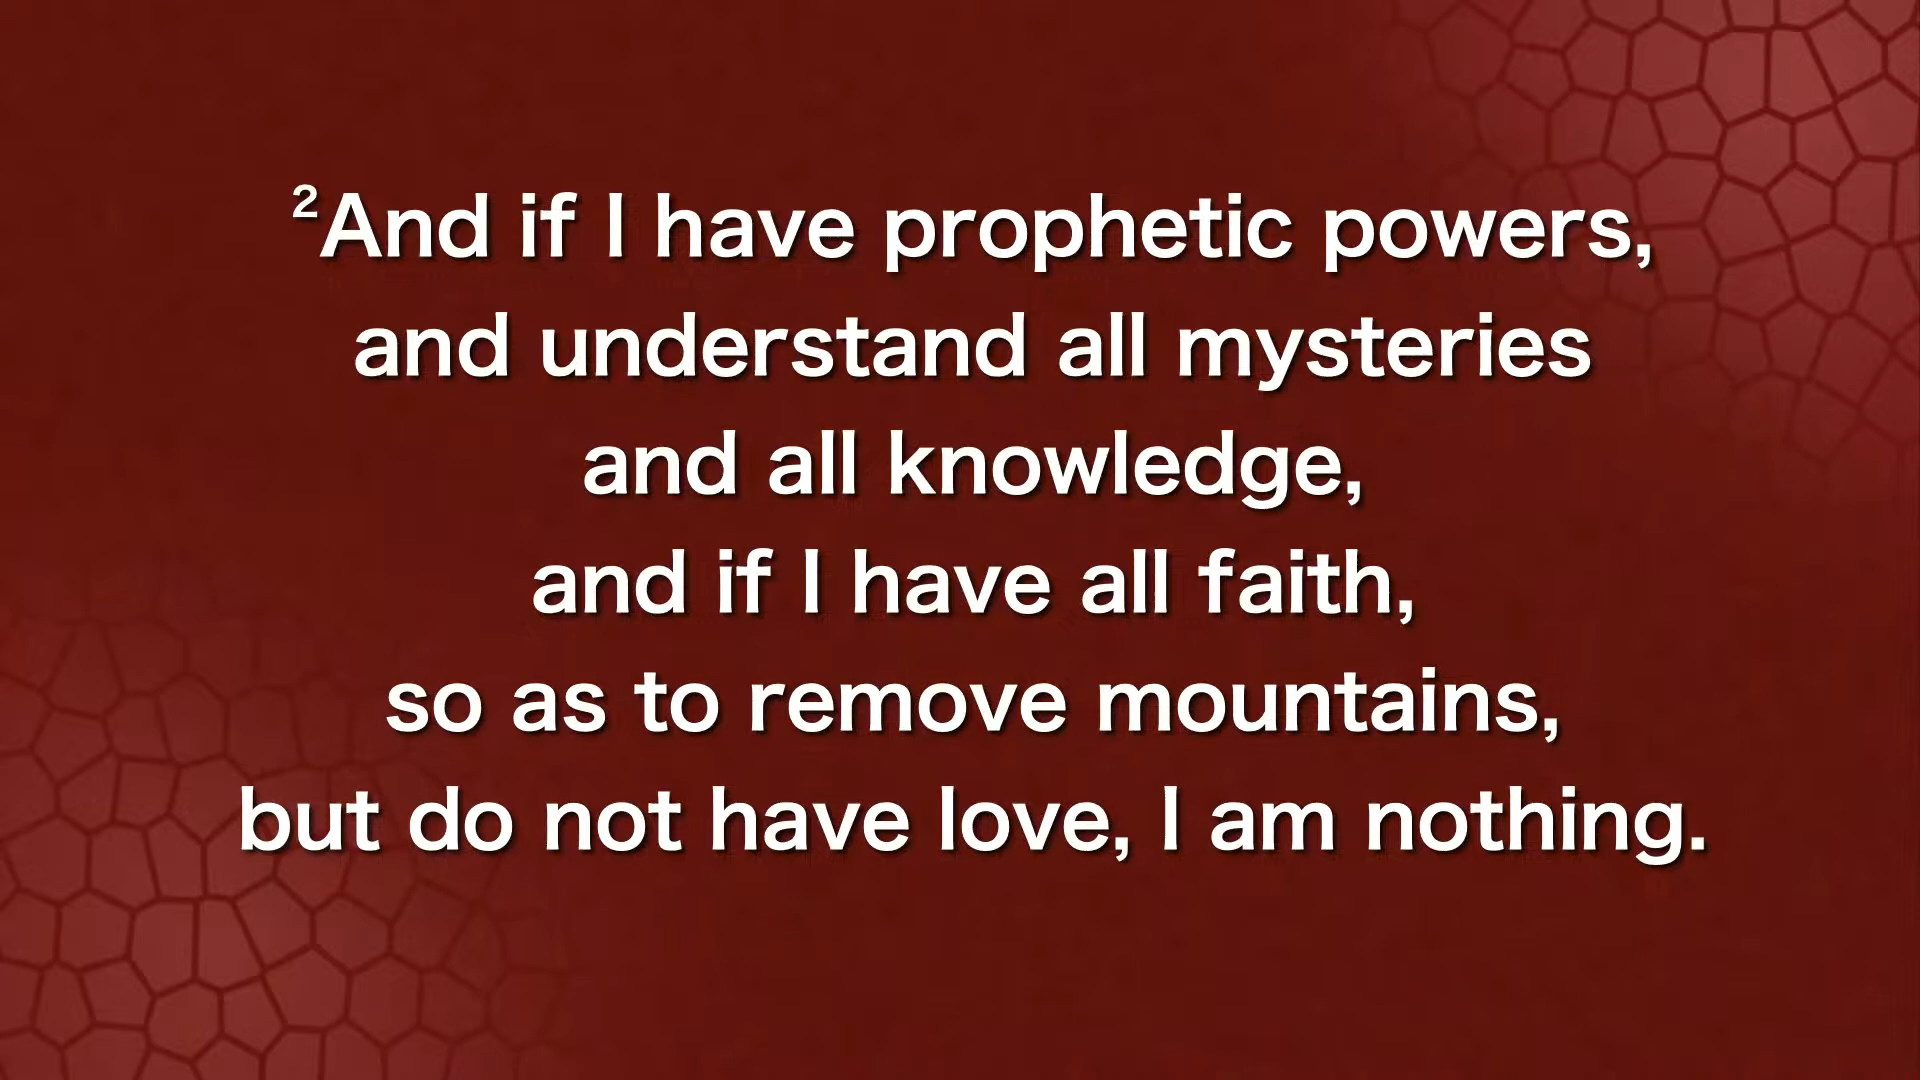 ²And if I have prophetic powers,
and understand all mysteries
and all knowledge,
and if I have all faith,
so as to remove mountains,
but do not have love, I am nothing.